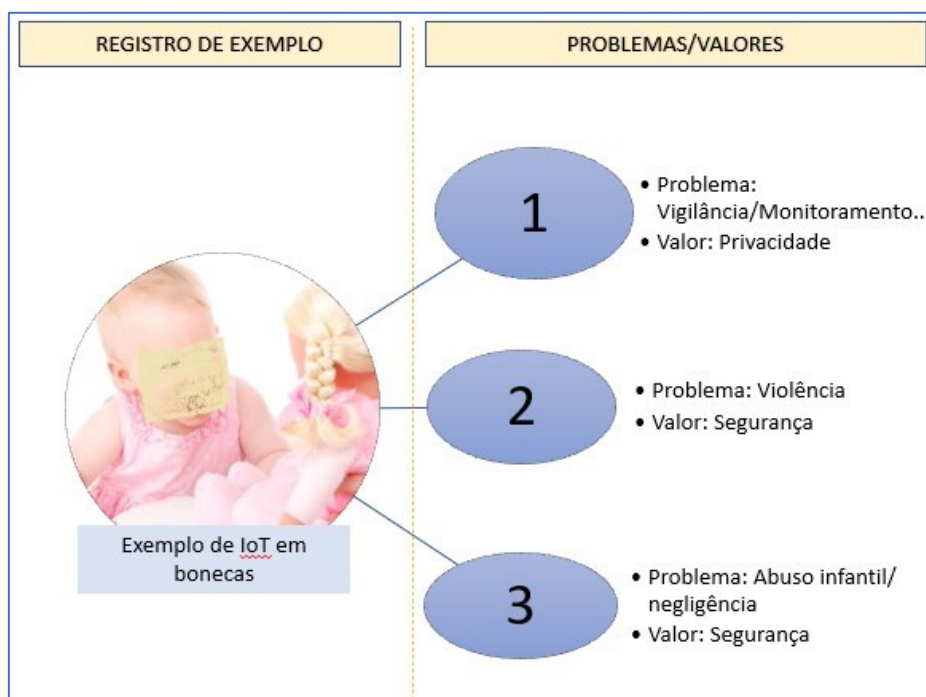 REGISTRO DE EXEMPLO
PROBLEMAS/VALORES
1
• Problema:
Vigilância/Monitoramento...
• Valor: Privacidade
2
• Problema: Violência
• Valor: Segurança
3
• Problema: Abuso infantil/
negligência
• Valor: Segurança
Exemplo de IoT em
bonecas